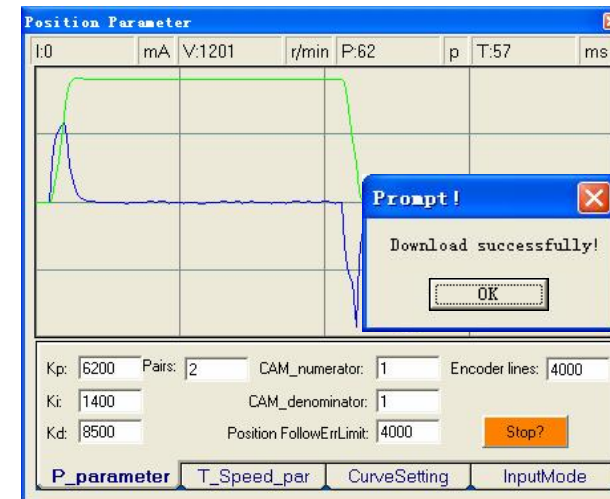 Position Parameter
I:0 mA V:1201 r/min P:62 p T:57 ms
Prompt!
Download successfully!
OK
Kp: 6200 Pairs: 2 CAM_numerator: 1 Encoder lines: 4000
Ki: 1400 CAM_denominator: 1
Kd: 8500 Position FollowErrLimit: 4000 Stop?
P_parameter T_Speed_par CurveSetting InputMode